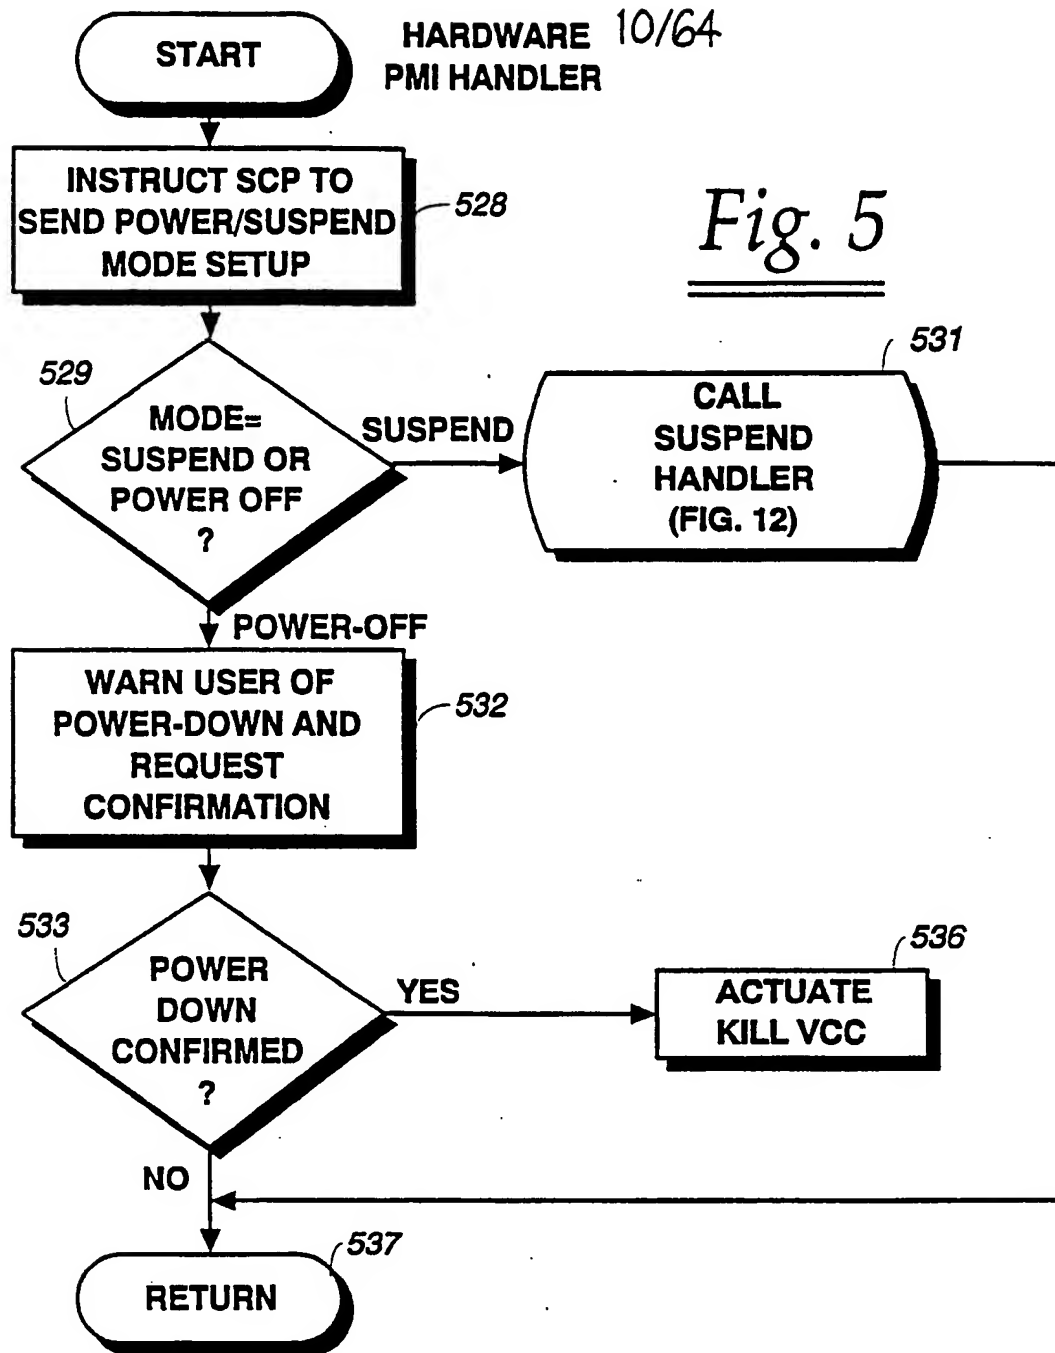 START
HARDWARE 10/64
PMI HANDLER
INSTRUCT SCP TO
SEND POWER/SUSPEND
MODE SETUP
528
Fig. 5
529
MODE=
SUSPEND OR
POWER OFF
?
SUSPEND
531
CALL
SUSPEND
HANDLER
(FIG. 12)
POWER-OFF
WARN USER OF
POWER-DOWN AND
REQUEST
CONFIRMATION
532
533
POWER
DOWN
CONFIRMED
?
YES
536
ACTUATE
KILL VCC
NO
537
RETURN